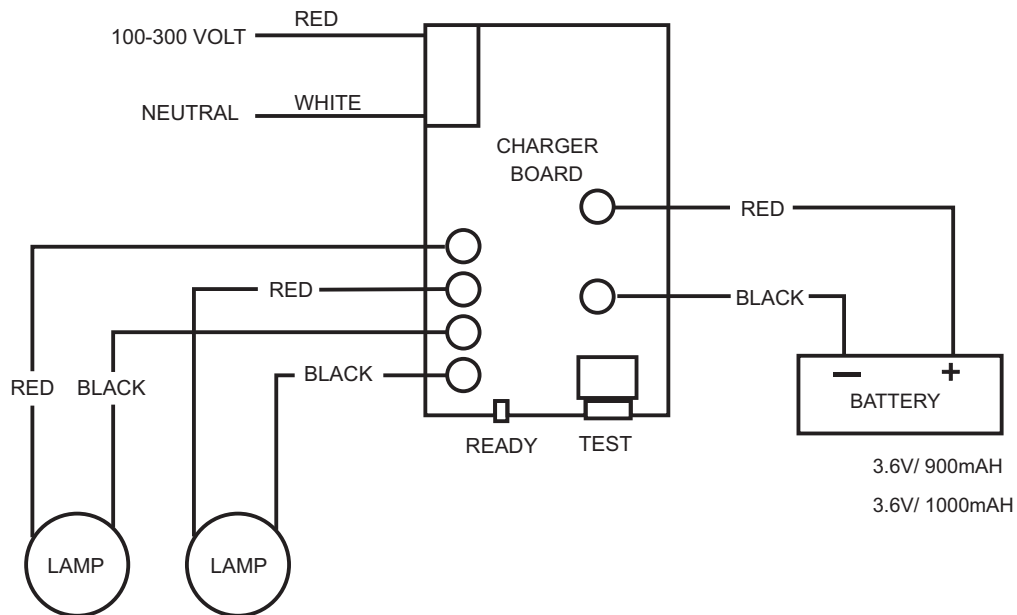 RED
100-300 VOLT
WHITE
NEUTRAL
CHARGER
BOARD
RED
RED
BLACK
RED
BLACK
BLACK
— +
BATTERY
READY
TEST
3.6V/ 900mAH
3.6V/ 1000mAH
LAMP
LAMP